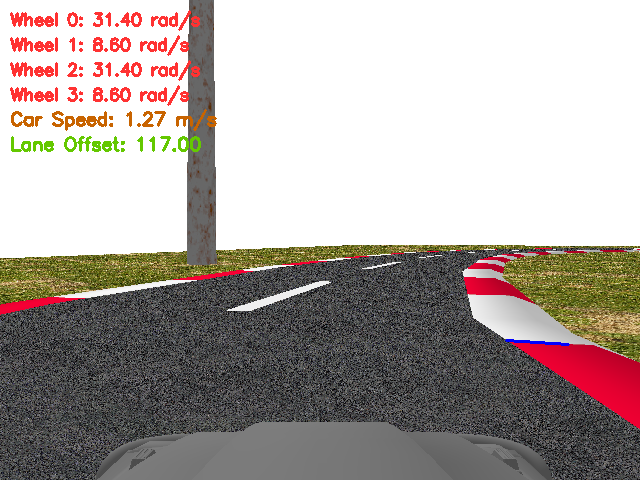 Wheel 0: 31.40 rad/s
Wheel 1: 8.60 rad/s
Wheel 2: 31.40 rad/s
Wheel 3: 8.60 rad/s
Car Speed: 1.27 m/s
Lane Offset: 117.00